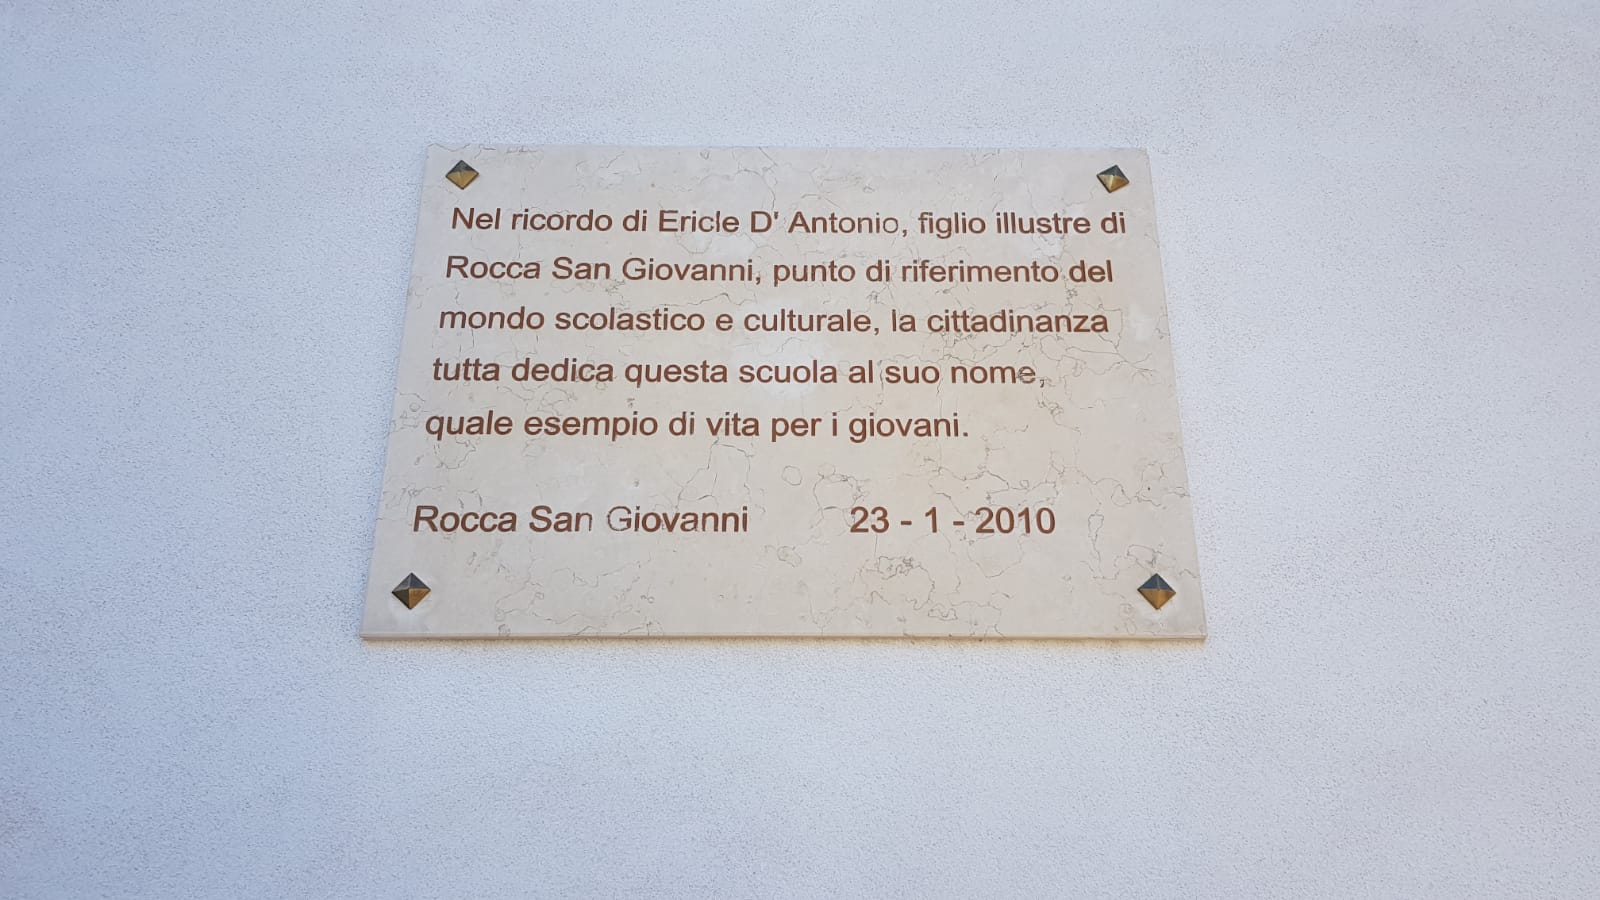 Nel ricordo di Ericle D' Antonio, figlio illustre di
Rocca San Giovanni, punto di riferimento del
mondo scolastico e culturale, la cittadinanza
tutta dedica questa scuola al suo nome,
quale esempio di vita per i giovani.
Rocca San Giovanni 23 - 1 - 2010